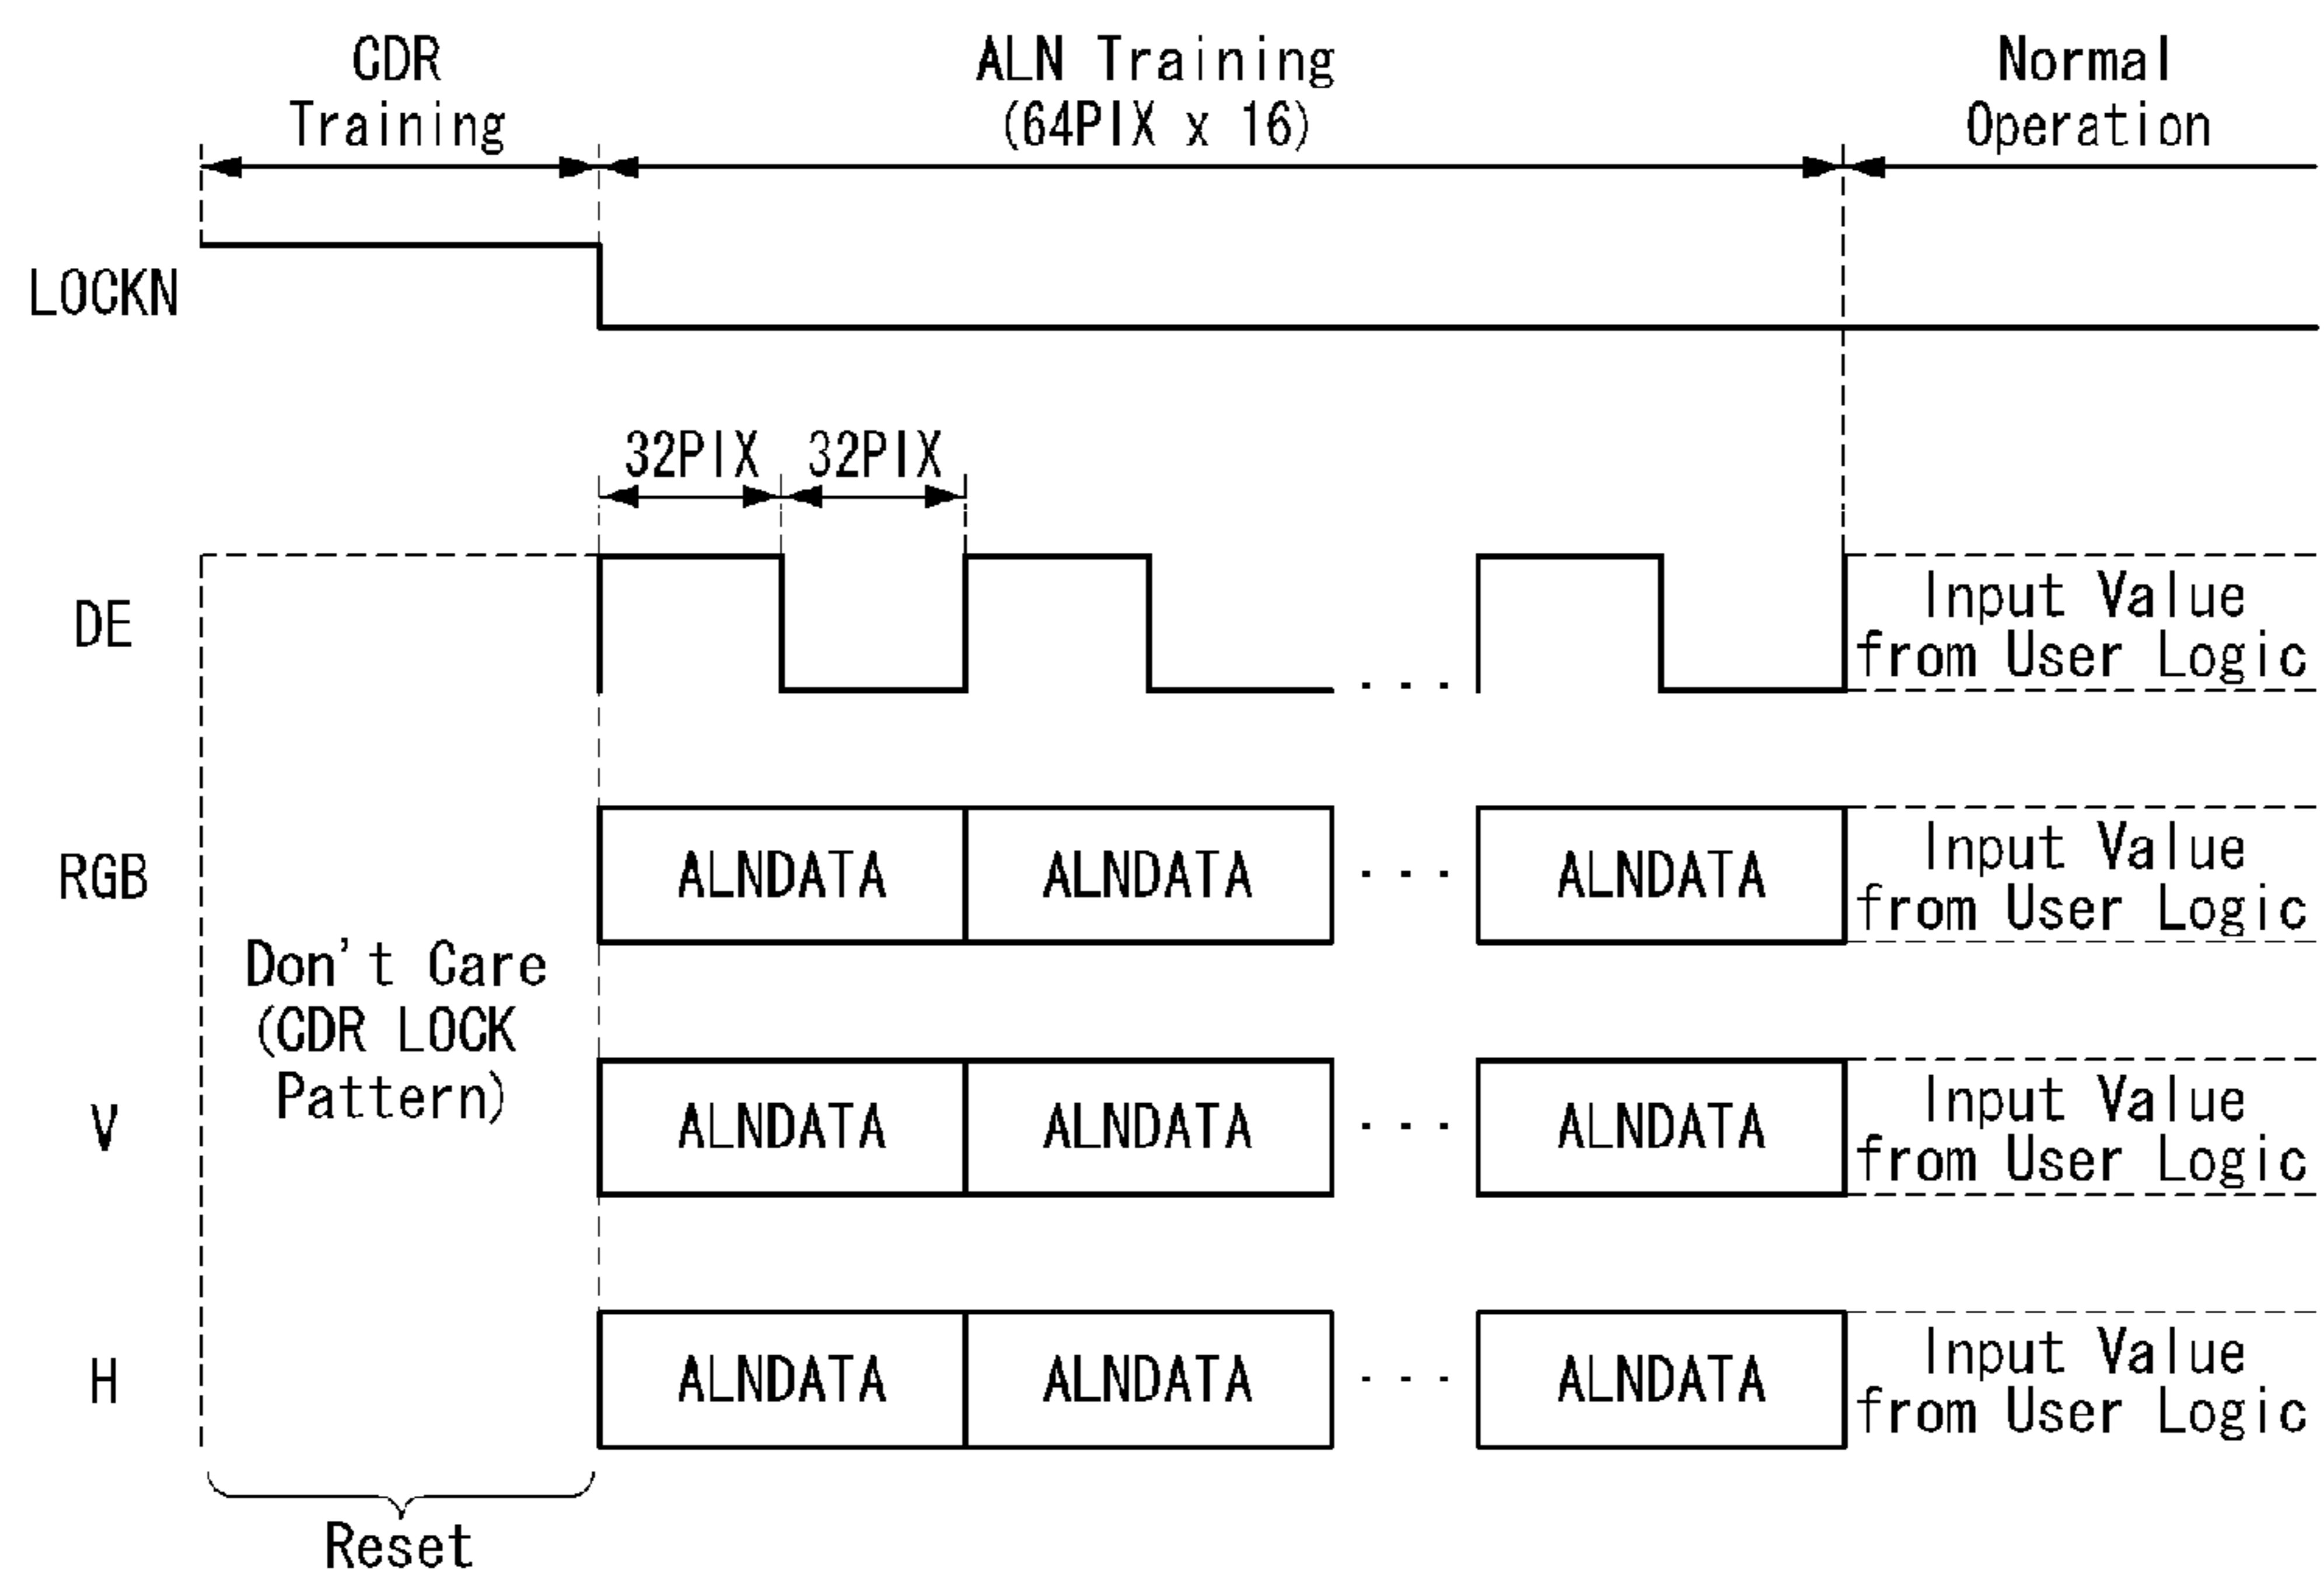 CDR
Training
ALN Training
(64PIX x 16)
Normal
Operation
LOCKN
32PIX 32PIX
DE
Input Value
from User Logic
RGB
ALNDATA ALNDATA ... ALNDATA
Input Value
from User Logic
Don't Care
(CDR LOCK
Pattern)
V
ALNDATA ALNDATA ... ALNDATA
Input Value
from User Logic
H
ALNDATA ALNDATA ... ALNDATA
Input Value
from User Logic
Reset